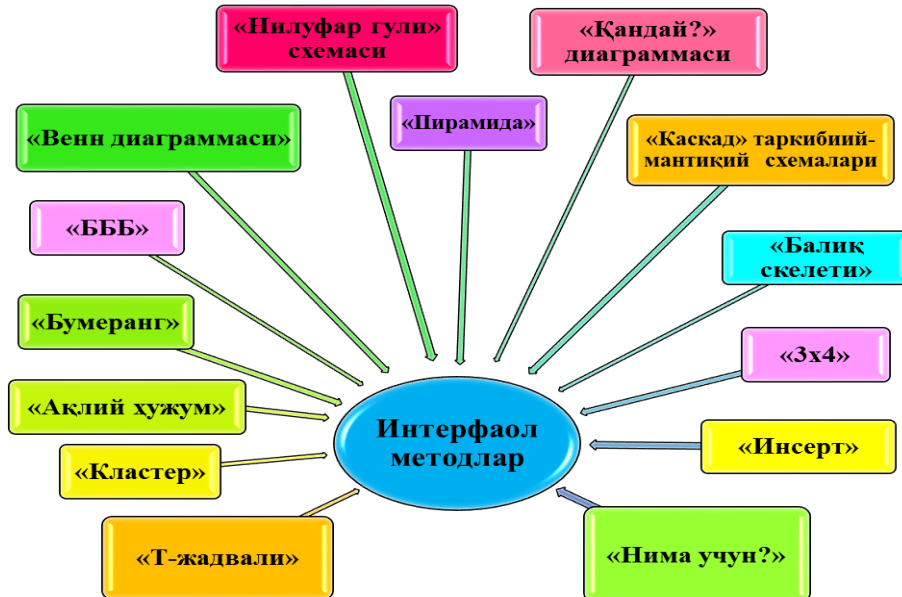 «Нилуфар гули»
схемаси
«Қандай?»
диаграммаси
«Венн диаграммаси»
«Пирамида»
«Каскад» таркибиий-
мантиқий схемалари
«БББ»
«Балиқ
скелети»
«Бумеранг»
«3х4»
«Ақлий ҳужум»
Интерфаол
методлар
«Инсерт»
«Кластер»
«Т-жадвали»
«Нима учун?»